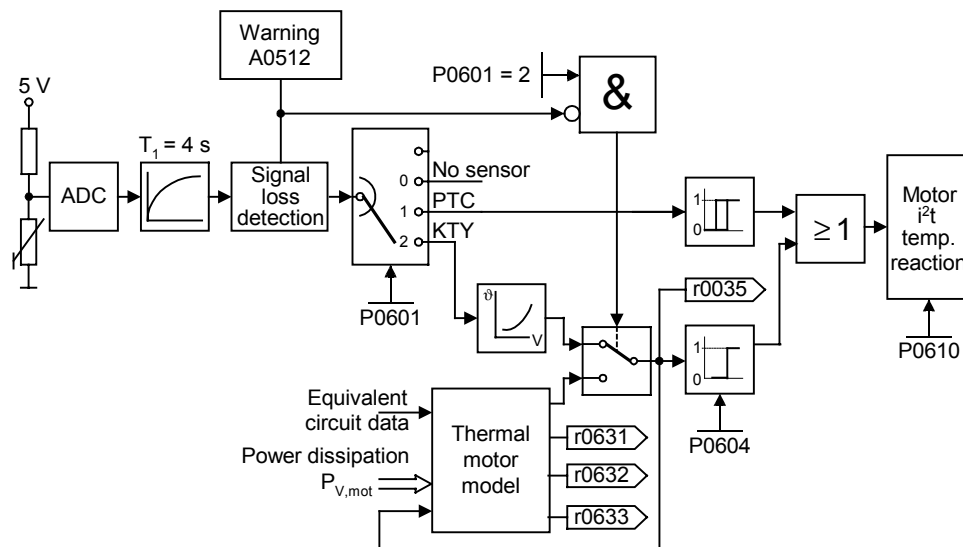 Warning
A0512
P0601 = 2
&
5 V
T1 = 4 s
ADC
Signal
loss
detection
0
No sensor
1
PTC
2
KTY
P0601
ϑ
V
1
0
≥ 1
Motor
i²t
temp.
reaction
P0610
r0035
1
0
P0604
Equivalent
circuit data
Power dissipation
PV,mot
Thermal
motor
model
r0631
r0632
r0633